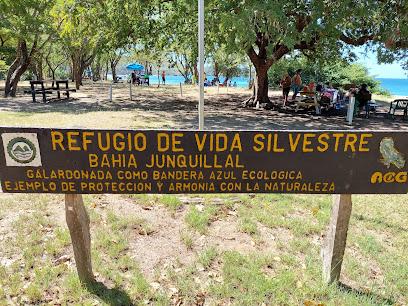 REFUGIO DE VIDA SILVESTRE
BAHIA JUNQUILLAL
GALARDONADA COMO BANDERA AZUL ECOLOGICA
EJEMPLO DE PROTECCION Y ARMONIA CON LA NATURALEZA
ACG